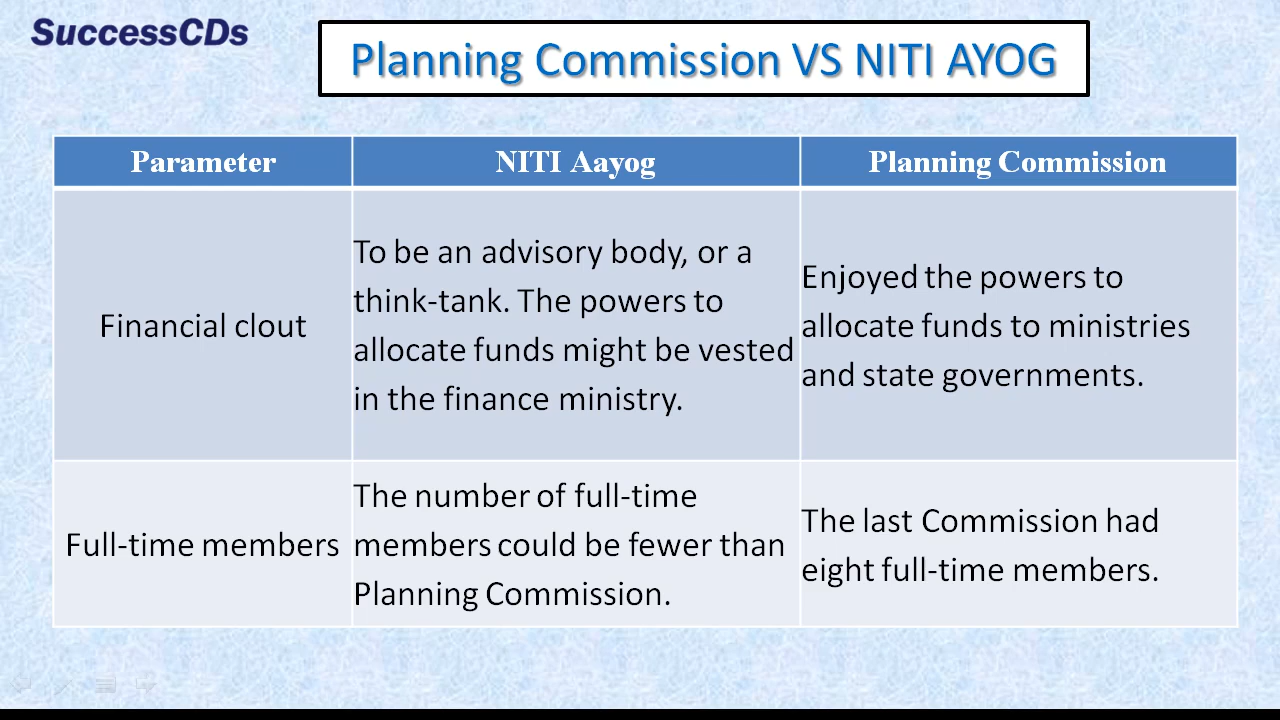 SuccessCDs
Planning Commission VS NITI AYOG
Parameter
NITI Aayog
Planning Commission
Financial clout
To be an advisory body, or a
think-tank. The powers to
allocate funds might be vested
in the finance ministry.
Enjoyed the powers to
allocate funds to ministries
and state governments.
Full-time members
The number of full-time
members could be fewer than
Planning Commission.
The last Commission had
eight full-time members.